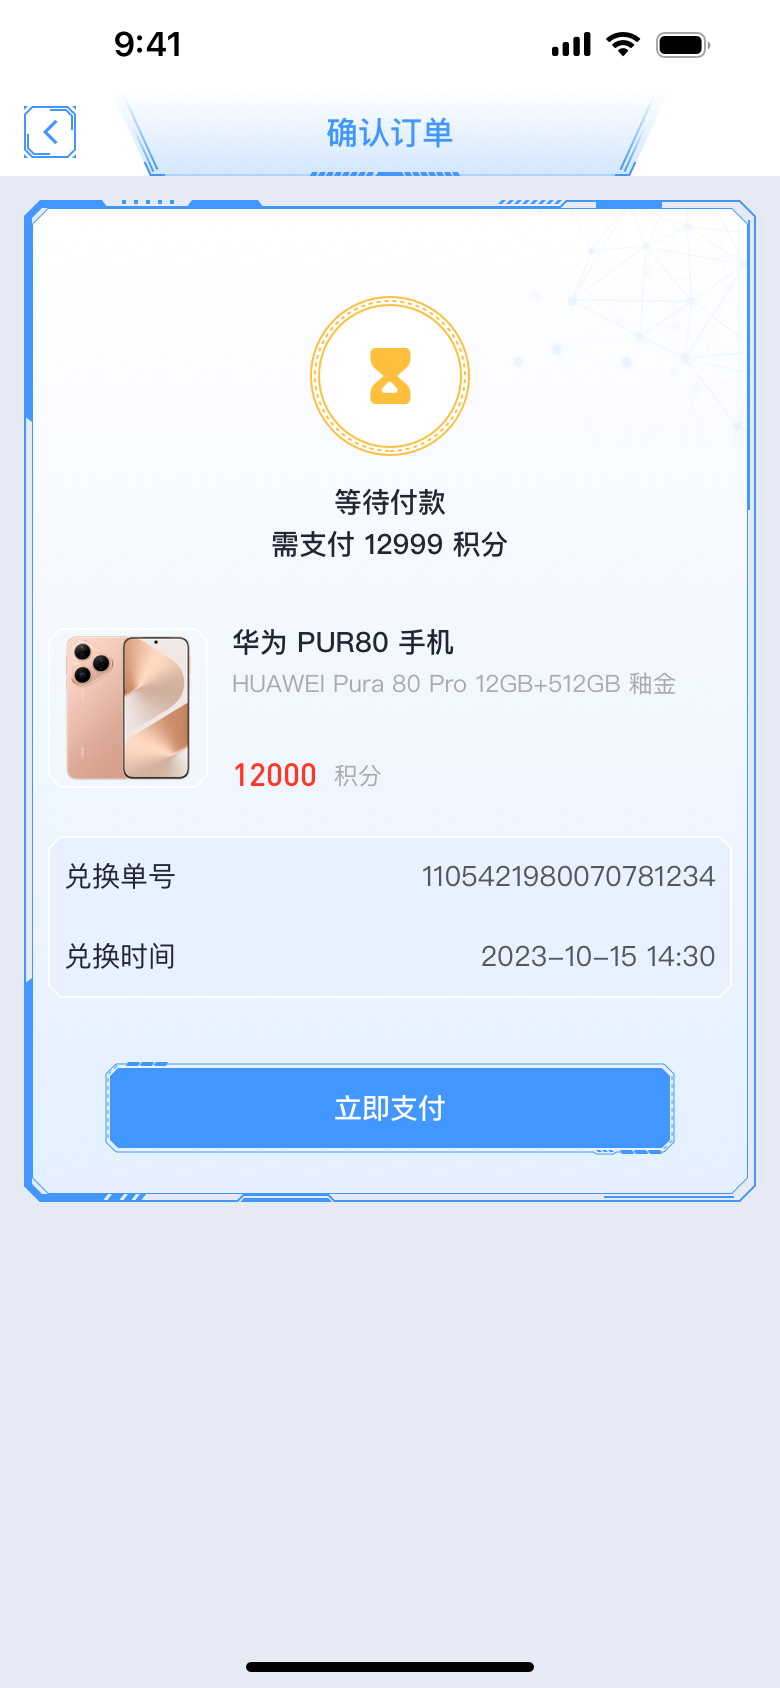 9:41
确认订单
等待付款
需支付 12999 积分
华为 PUR80 手机
HUAWEI Pura 80 Pro 12GB+512GB 釉金
12000 积分
兑换单号 1105421980070781234
兑换时间 2023-10-15 14:30
立即支付